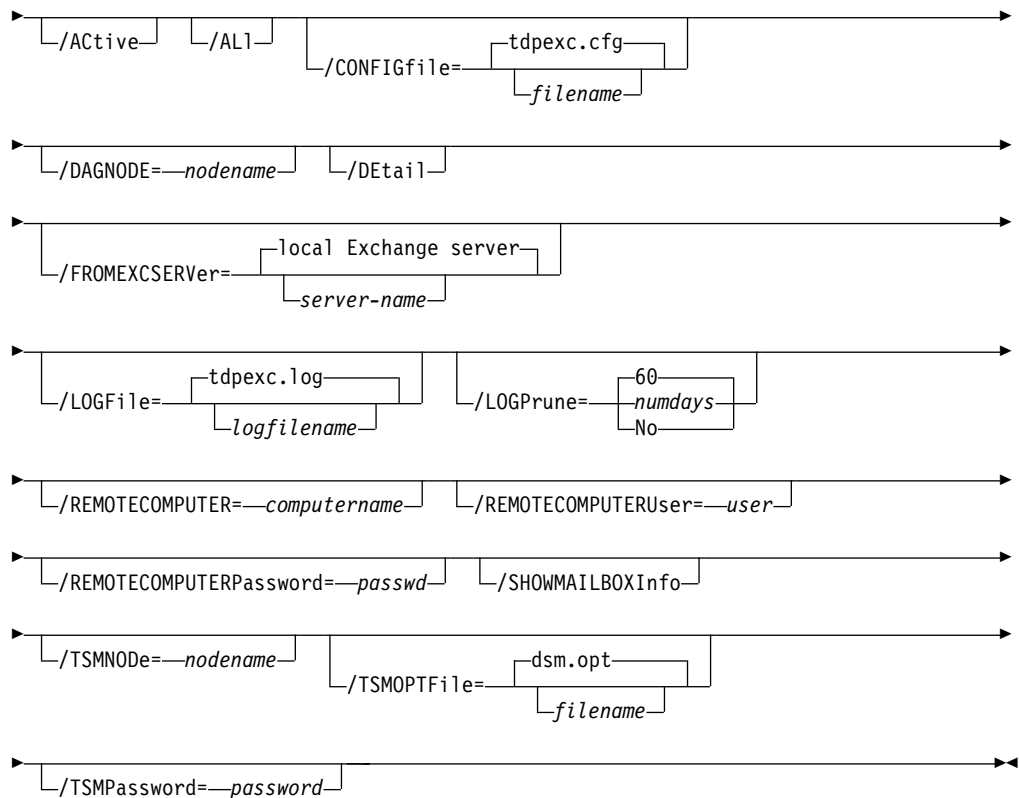 /ACtive /ALl /CONFIGfile= tdpexc.cfg
filename
/DAGNODE= nodename /DEtail
/FROMEXCSERVer= local Exchange server
server-name
/LOGFile= tdpexc.log
logfilename
/LOGPrune= 60
numdays
No
/REMOTECOMPUTER= computername /REMOTECOMPUTERUser= user
/REMOTECOMPUTERPassword= passwd /SHOWMAILBOXInfo
/TSMNODe= nodename /TSMOPTFile= dsm.opt
filename
/TSMPassword= password